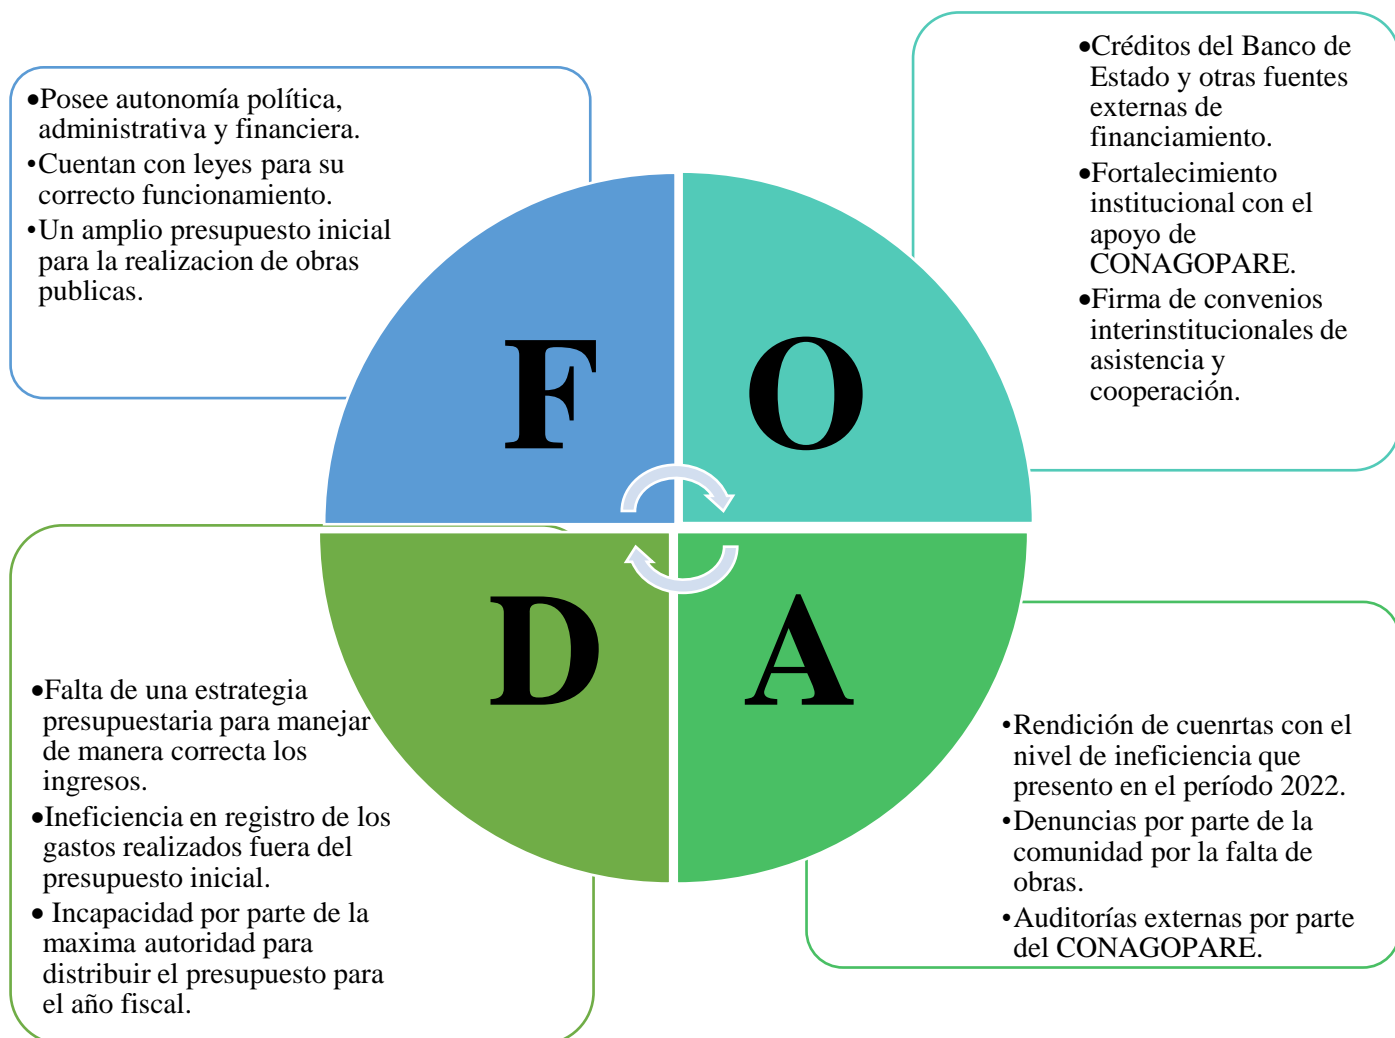 •Posee autonomía política,
administrativa y financiera.
•Cuentan con leyes para su
correcto funcionamiento.
•Un amplio presupuesto inicial
para la realizacion de obras
publicas.
•Créditos del Banco de
Estado y otras fuentes
externas de
financiamiento.
•Fortalecimiento
institucional con el
apoyo de
CONAGOPARE.
•Firma de convenios
interinstitucionales de
asistencia y
cooperación.
F
O
D
A
•Falta de una estrategia
presupuestaria para manejar
de manera correcta los
ingresos.
•Ineficiencia en registro de los
gastos realizados fuera del
presupuesto inicial.
• Incapacidad por parte de la
maxima autoridad para
distribuir el presupuesto para
el año fiscal.
•Rendición de cuenrtas con el
nivel de ineficiencia que
presento en el período 2022.
•Denuncias por parte de la
comunidad por la falta de
obras.
•Auditorías externas por parte
del CONAGOPARE.